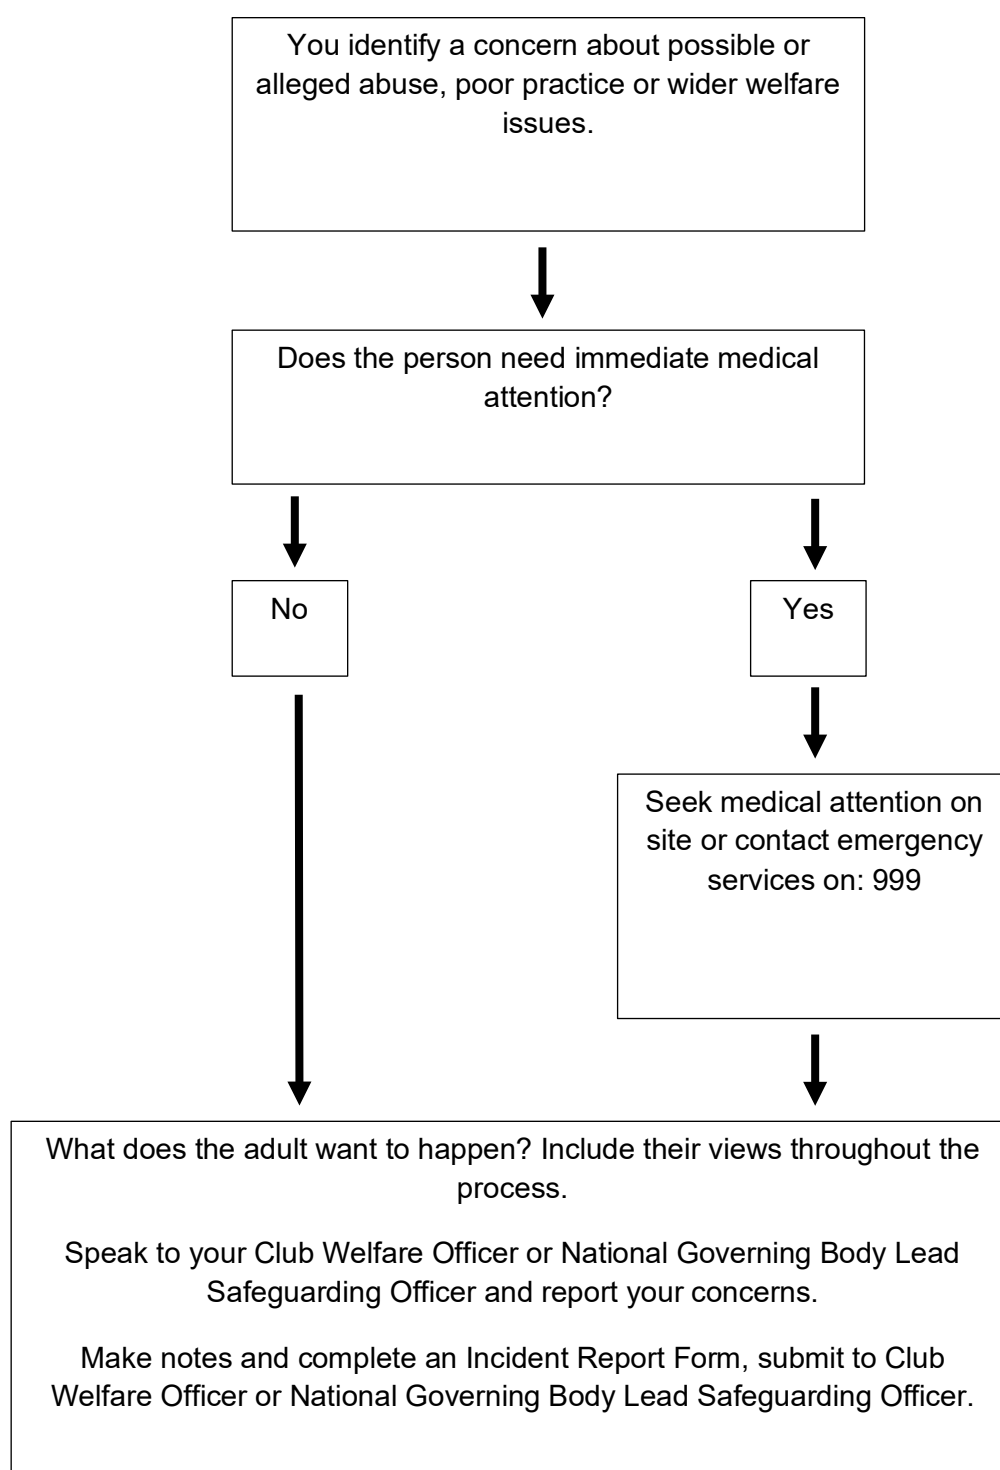 You identify a concern about possible or
alleged abuse, poor practice or wider welfare
issues.
Does the person need immediate medical
attention?
No
Yes
Seek medical attention on
site or contact emergency
services on: 999
What does the adult want to happen? Include their views throughout the
process.
Speak to your Club Welfare Officer or National Governing Body Lead
Safeguarding Officer and report your concerns.
Make notes and complete an Incident Report Form, submit to Club
Welfare Officer or National Governing Body Lead Safeguarding Officer.